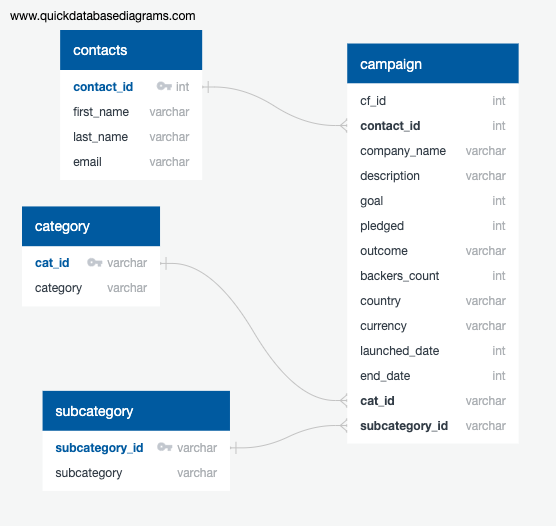 www.quickdatabasediagrams.com
contacts
contact_id int
first_name varchar
last_name varchar
email varchar
category
cat_id varchar
category varchar
subcategory
subcategory_id varchar
subcategory varchar
campaign
cf_id int
contact_id int
company_name varchar
description varchar
goal int
pledged int
outcome varchar
backers_count int
country varchar
currency varchar
launched_date int
end_date int
cat_id varchar
subcategory_id varchar